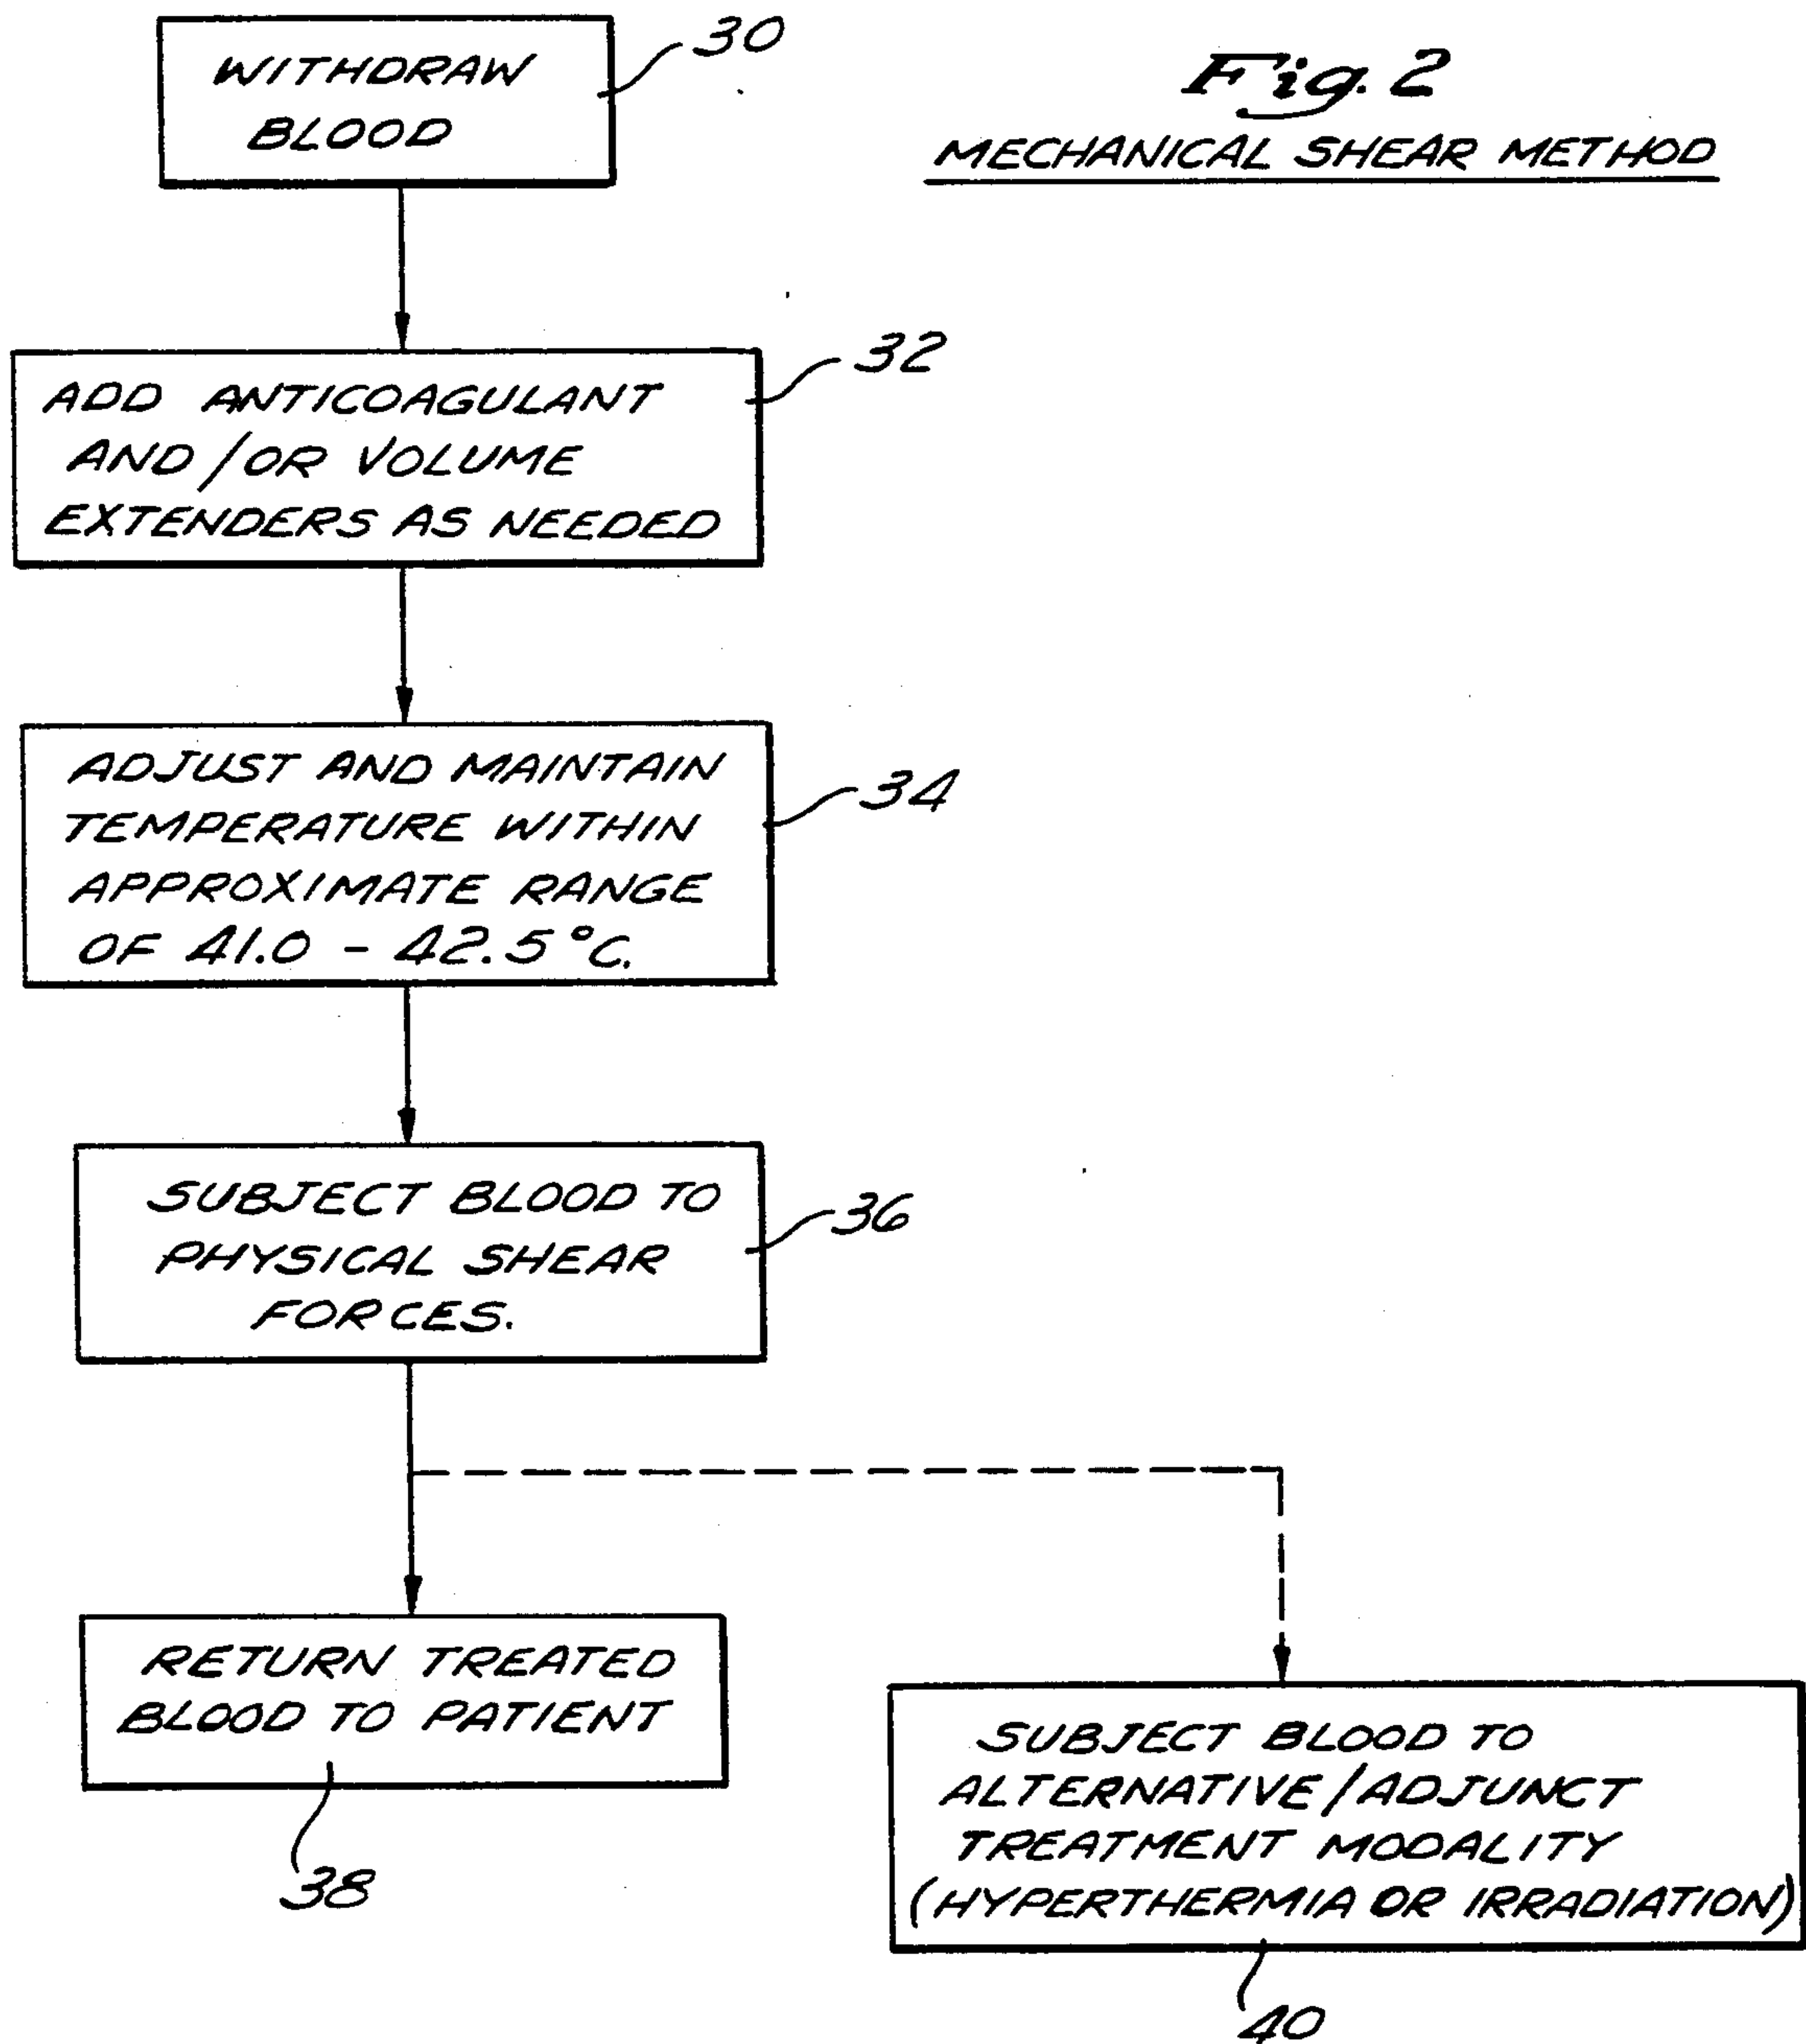 WITHDRAW
BLOOD
30
Fig. 2
MECHANICAL SHEAR METHOD
ADD ANTICOAGULANT
AND/OR VOLUME
EXTENDERS AS NEEDED
32
ADJUST AND MAINTAIN
TEMPERATURE WITHIN
APPROXIMATE RANGE
OF 41.0 - 42.5°C.
34
SUBJECT BLOOD TO
PHYSICAL SHEAR
FORCES.
36
RETURN TREATED
BLOOD TO PATIENT
38
SUBJECT BLOOD TO
ALTERNATIVE/ADJUNCT
TREATMENT MODALITY
(HYPERTHERMIA OR IRRADIATION)
40